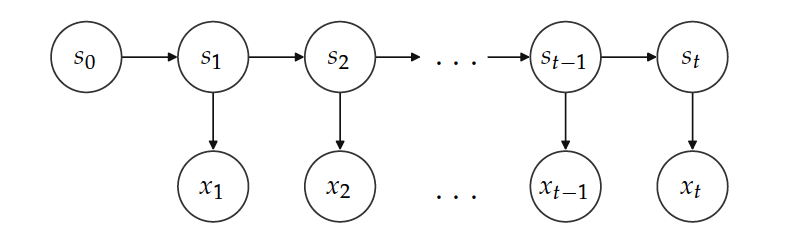 s0 s1 s2 . . . st−1 st
x1 x2 . . . xt−1 xt